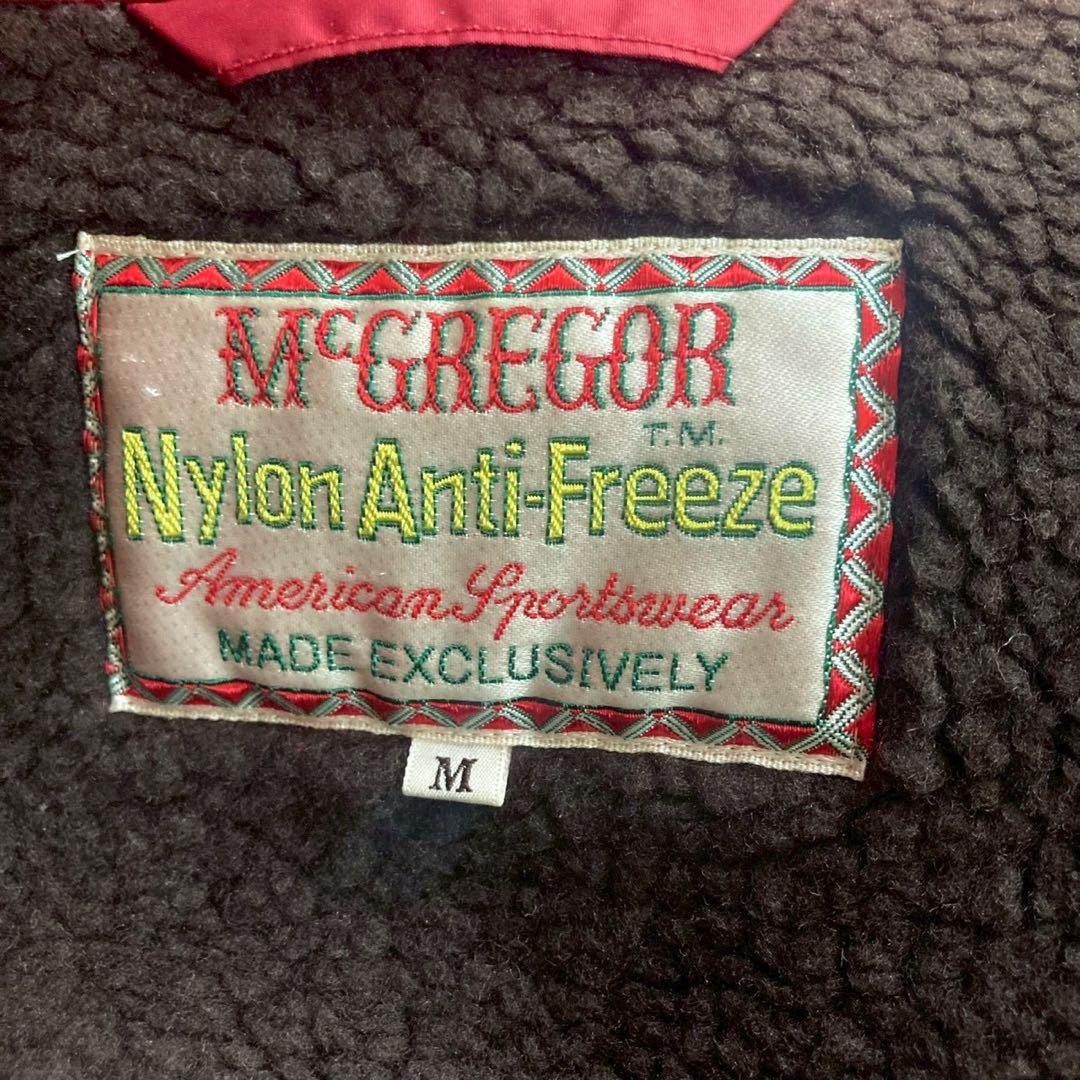 McGREGOR
T.M.
Nylon Anti-Freeze
American Sportswear
MADE EXCLUSIVELY
M